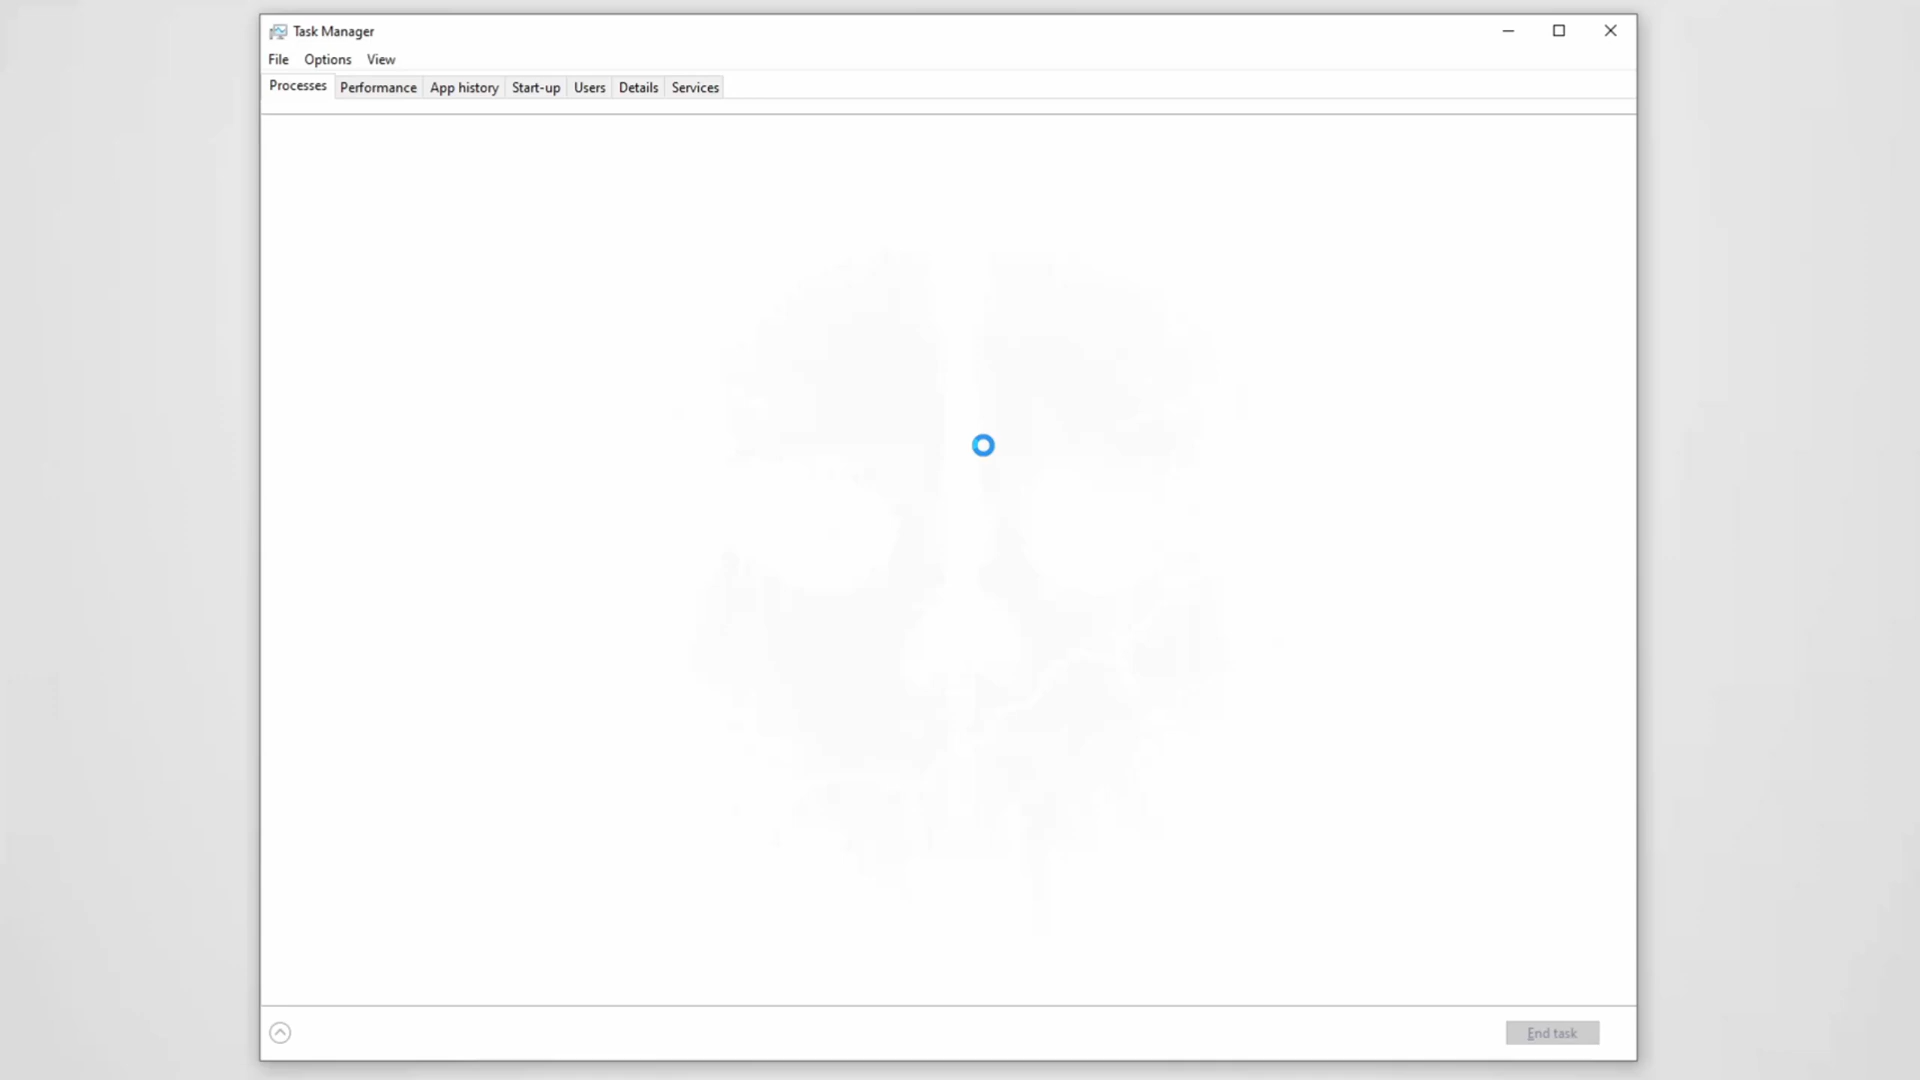 Task Manager
File Options View
Processes Performance App history Start-up Users Details Services
End task